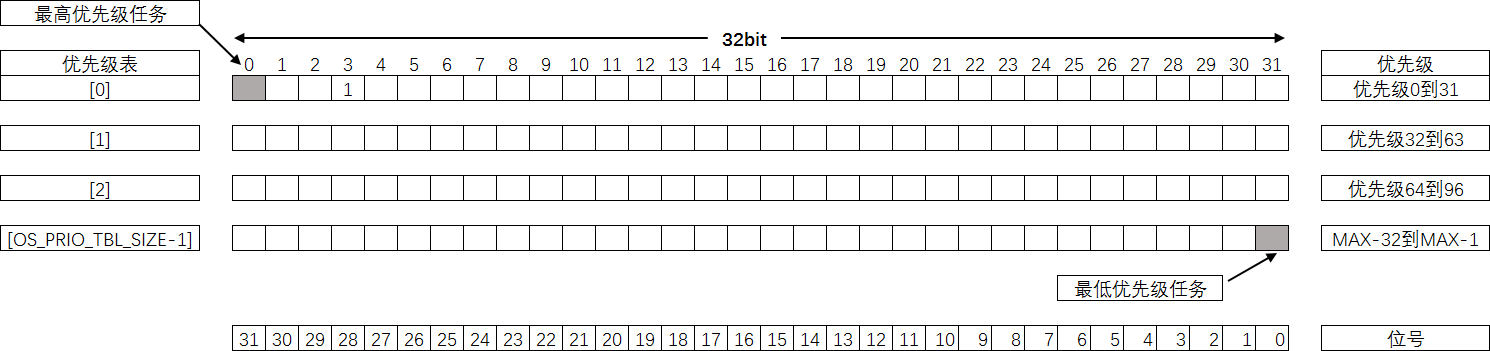 最高优先级任务
32bit
优先级表 0 1 2 3 4 5 6 7 8 9 10 11 12 13 14 15 16 17 18 19 20 21 22 23 24 25 26 27 28 29 30 31 优先级
[0] 1 优先级0到31
[1] 优先级32到63
[2] 优先级64到96
[OS_PRIO_TBL_SIZE-1] MAX-32到MAX-1
最低优先级任务
31 30 29 28 27 26 25 24 23 22 21 20 19 18 17 16 15 14 13 12 11 10 9 8 7 6 5 4 3 2 1 0 位号